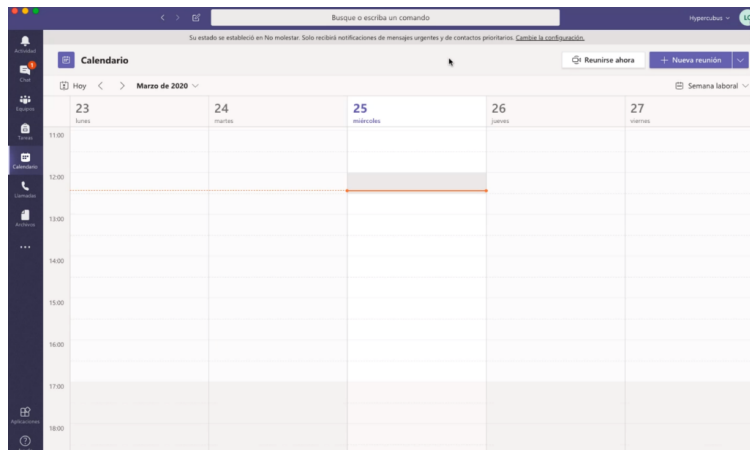 Busque o escriba un comando
Hypercubus
LG
Su estado se estableció en No molestar. Solo recibirá notificaciones de mensajes urgentes y de contactos prioritarios. Cambie la configuración.
Actividad
1
Chat
Equipos
Tareas
Calendario
Llamadas
Archivos
Aplicaciones
Calendario
Reunirse ahora
+ Nueva reunión
Hoy
Marzo de 2020
Semana laboral
23
lunes
24
martes
25
miércoles
26
jueves
27
viernes
11:00
12:00
13:00
14:00
15:00
16:00
17:00
18:00